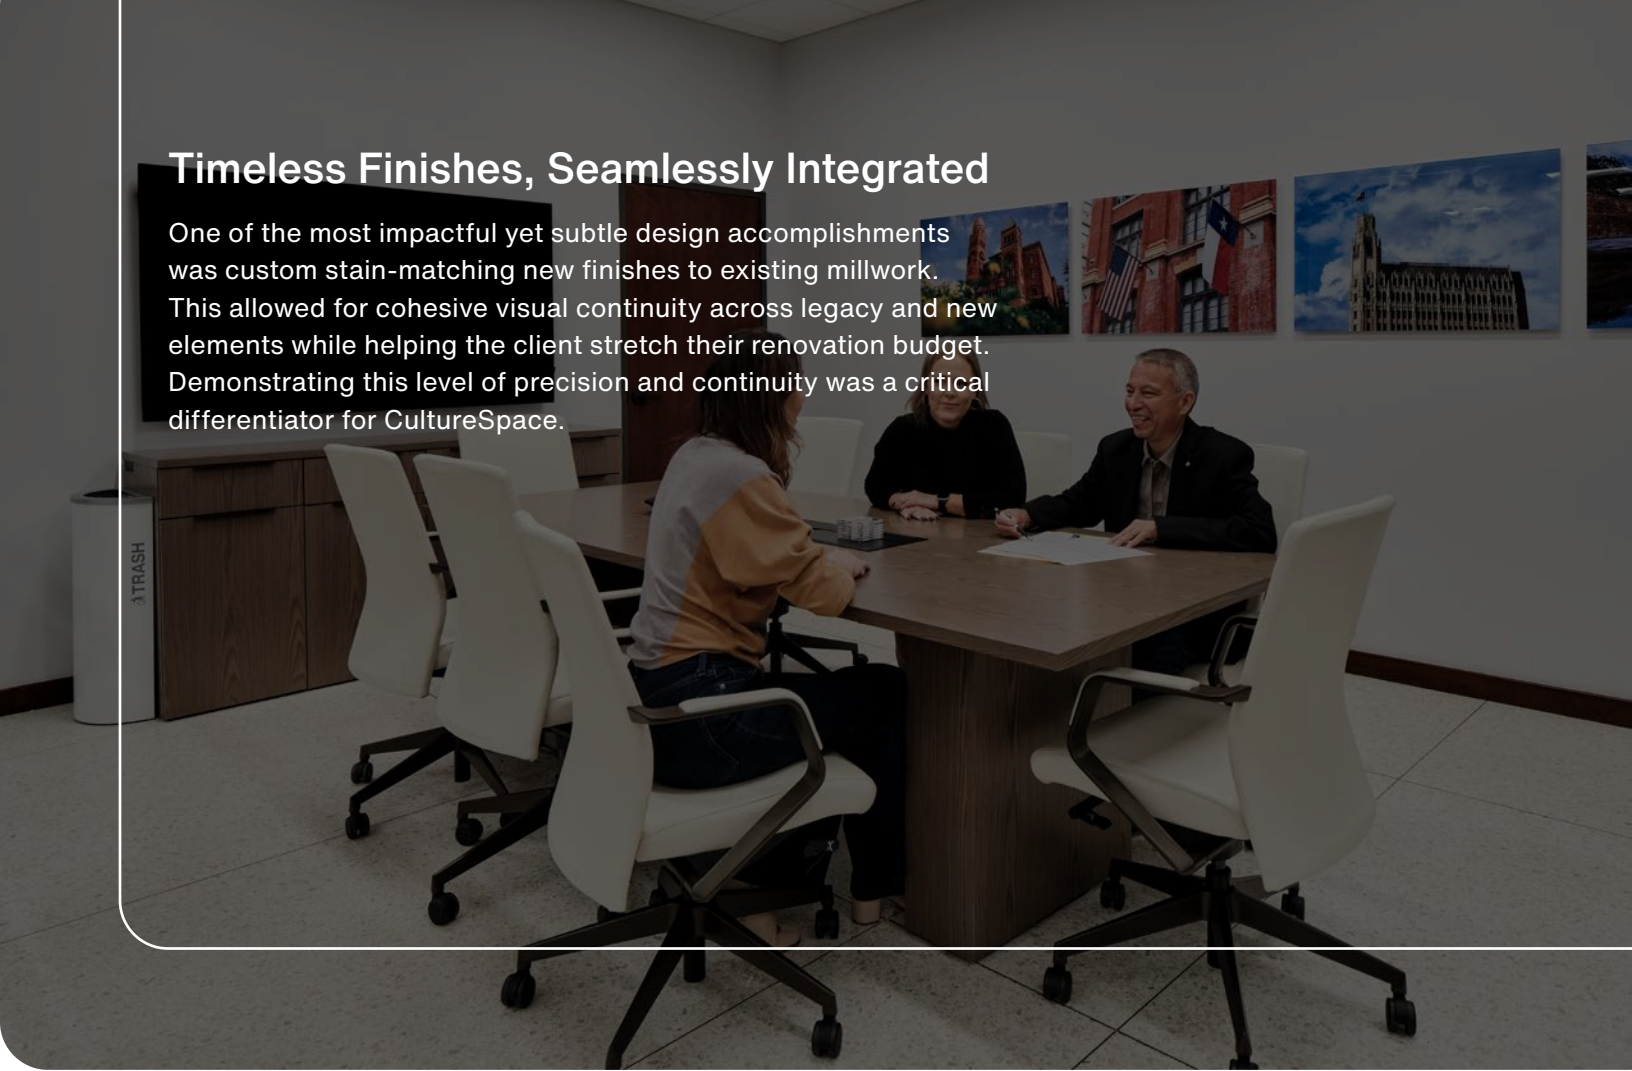 Timeless Finishes, Seamlessly Integrated
One of the most impactful yet subtle design accomplishments
was custom stain-matching new finishes to existing millwork.
This allowed for cohesive visual continuity across legacy and new
elements while helping the client stretch their renovation budget.
Demonstrating this level of precision and continuity was a critical
differentiator for CultureSpace.
TRASH